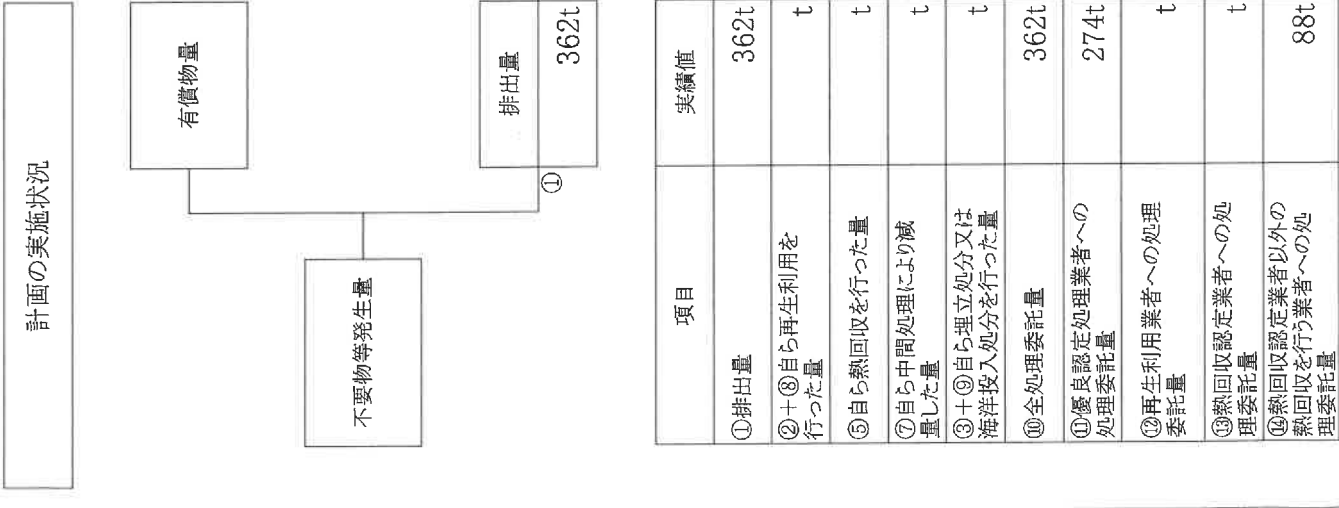 計画の実施状況
有償物量
不要物等発生量
排出量
①
362t
項目
実績値
①排出量
362t
②+⑧自ら再生利用を
行った量
t
⑤自ら熱回収を行った量
t
⑦自ら中間処理により減
量した量
t
③+⑨自ら埋立処分又は
海洋投入処分を行った量
t
⑩全処理委託量
362t
⑪優良認定処理業者への
処理委託量
274t
⑫再生利用業者への処理
委託量
t
⑬熱回収認定業者への処
理委託量
t
⑭熱回収認定業者以外の
熱回収を行う業者への処
理委託量
88t